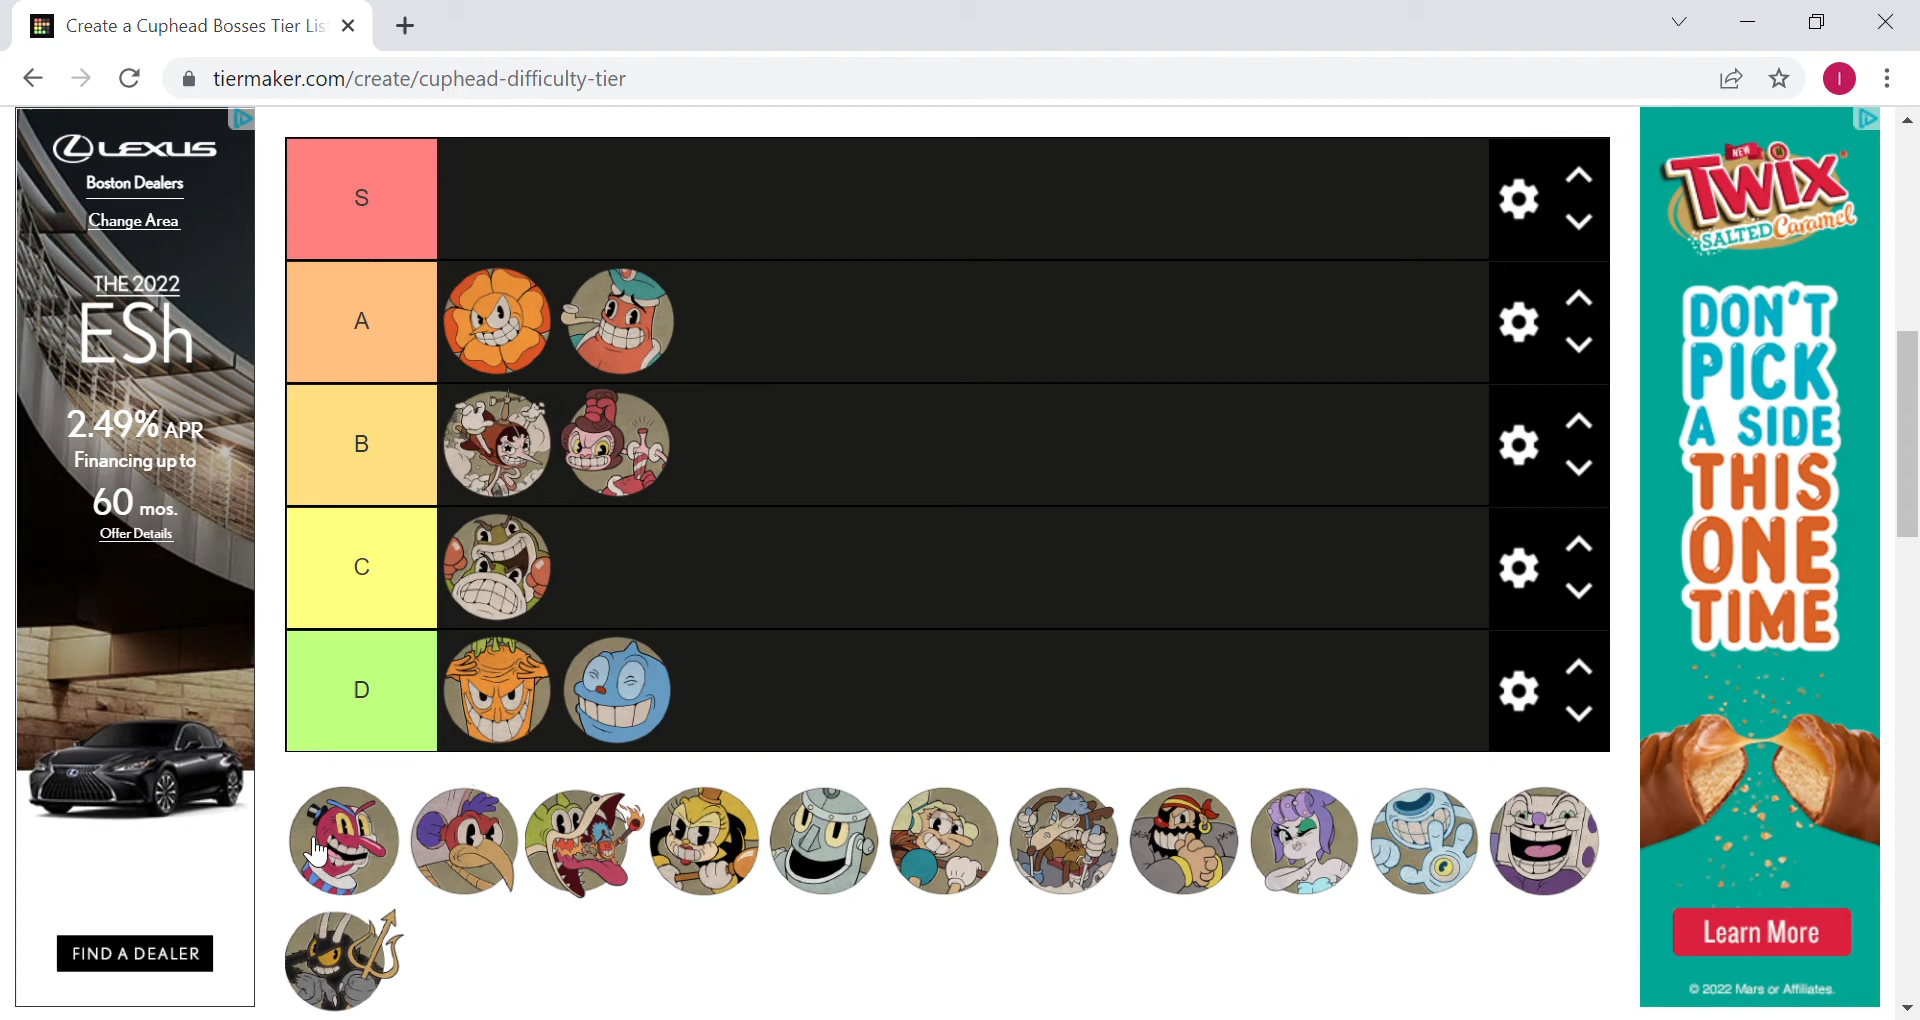 Create a Cuphead Bosses Tier Lis
tiermaker.com/create/cuphead-difficulty-tier
I
LEXUS
Boston Dealers
Change Area
THE 2022
ESh
2.49% APR
Financing up to
60 mos.
Offer Details
FIND A DEALER
S
A
B
C
D
NEW
TWIX
SALTED Caramel
DON'T
PICK
A SIDE
THIS
ONE
TIME
Learn More
© 2022 Mars or Affiliates.